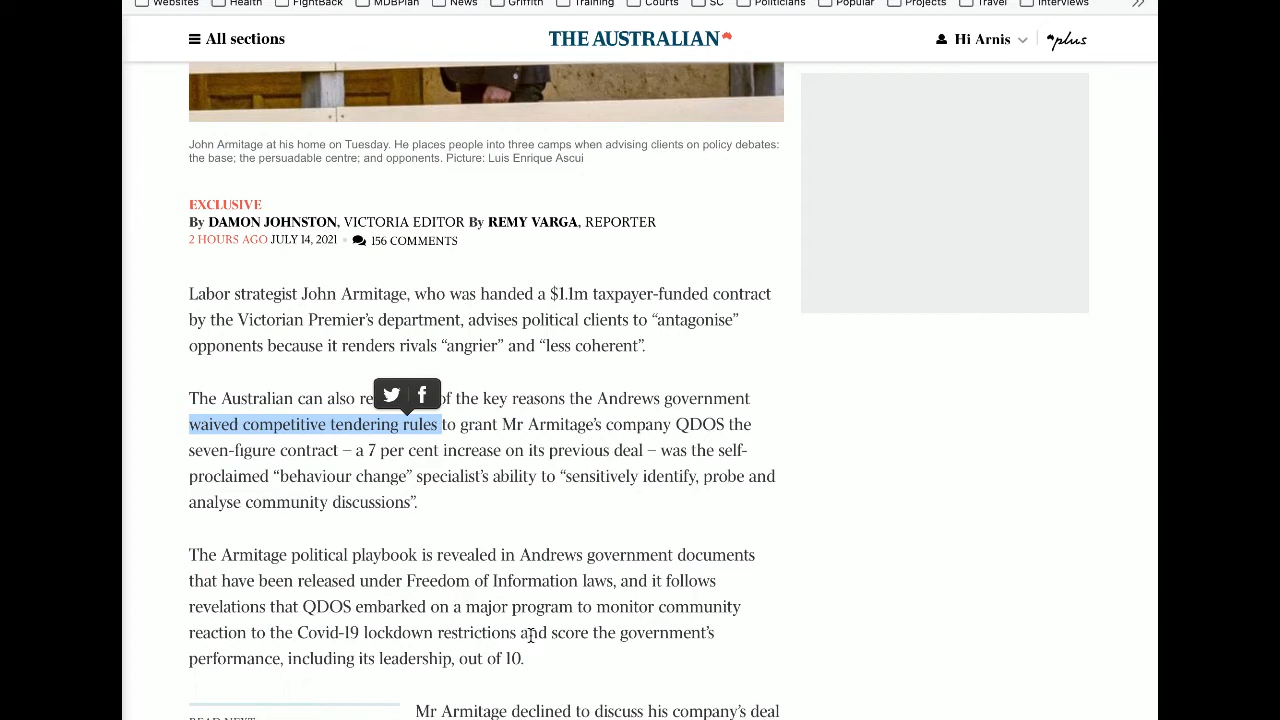 Websites Health FightBack MDBPlan News Griffith Training Courts SC Politicians Popular Projects Travel Interviews
All sections THE AUSTRALIAN Hi Arnis plus
John Armitage at his home on Tuesday. He places people into three camps when advising clients on policy debates:
the base; the persuadable centre; and opponents. Picture: Luis Enrique Ascui
EXCLUSIVE
By DAMON JOHNSTON, VICTORIA EDITOR By REMY VARGA, REPORTER
2 HOURS AGO JULY 14, 2021 156 COMMENTS
Labor strategist John Armitage, who was handed a $1.1m taxpayer-funded contract
by the Victorian Premier’s department, advises political clients to “antagonise”
opponents because it renders rivals “angrier” and “less coherent”.
The Australian can also re of the key reasons the Andrews government
waived competitive tendering rules to grant Mr Armitage’s company QDOS the
seven-figure contract – a 7 per cent increase on its previous deal – was the self-
proclaimed “behaviour change” specialist’s ability to “sensitively identify, probe and
analyse community discussions”.
The Armitage political playbook is revealed in Andrews government documents
that have been released under Freedom of Information laws, and it follows
revelations that QDOS embarked on a major program to monitor community
reaction to the Covid-19 lockdown restrictions and score the government’s
performance, including its leadership, out of 10.
Mr Armitage declined to discuss his company’s deal
READ NEXT